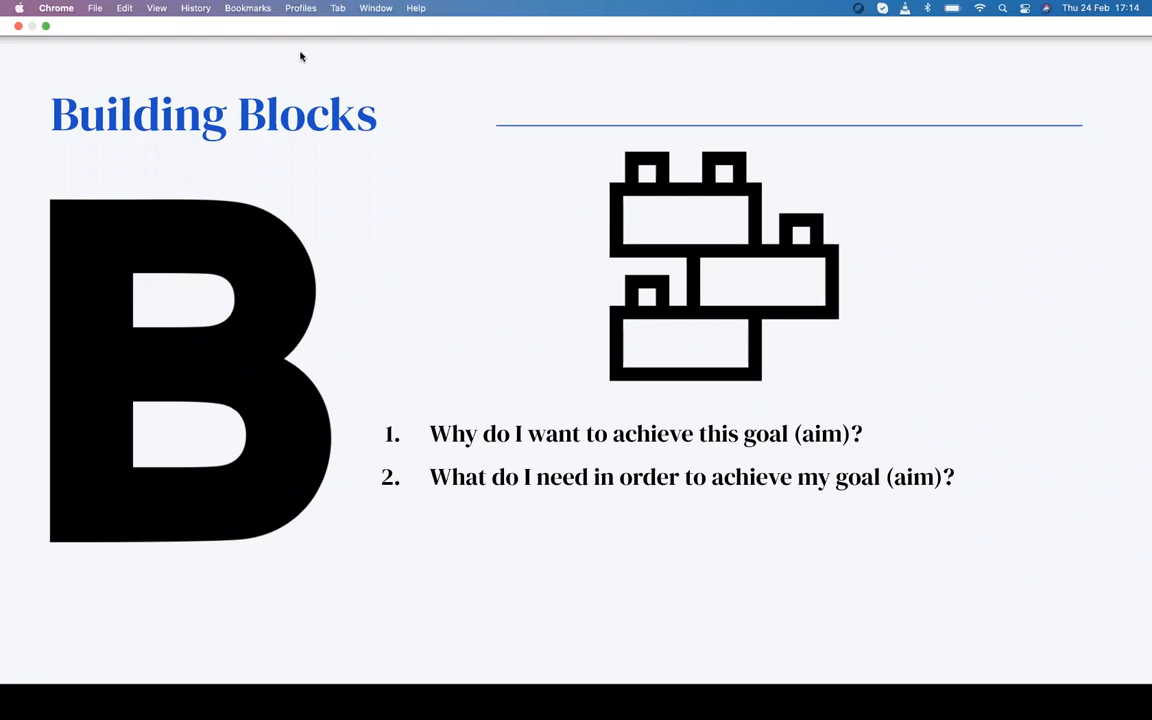 Chrome File Edit View History Bookmarks Profiles Tab Window Help Thu 24 Feb 17:14
Building Blocks
B
1. Why do I want to achieve this goal (aim)?
2. What do I need in order to achieve my goal (aim)?